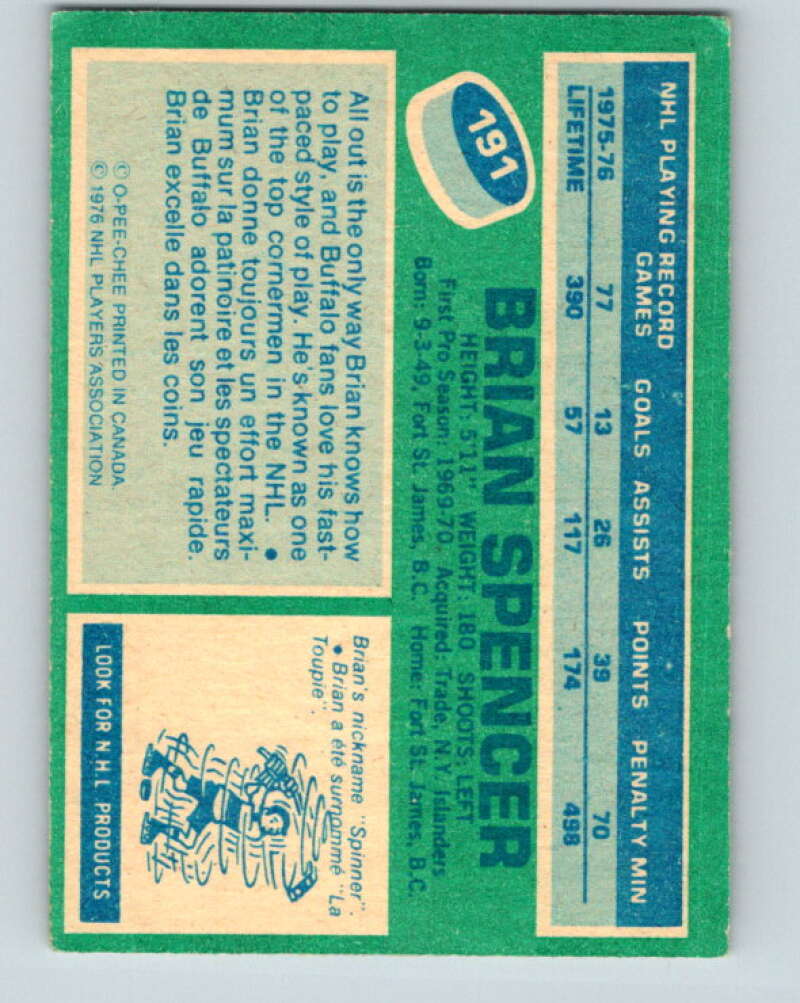 NHL PLAYING RECORD
GAMES GOALS ASSISTS POINTS PENALTY MIN
1975-76 77 13 26 39 70
LIFETIME 390 57 117 174 498
191
BRIAN SPENCER
HEIGHT: 5'11" WEIGHT: 180 SHOOTS: LEFT
First Pro Season: 1969-70 Acquired: Trade, N.Y. Islanders
Born: 9-3-49, Fort St. James, B.C. Home: Fort St. James, B.C.
All out is the only way Brian knows how
to play, and Buffalo fans love his fast-
paced style of play. He's known as one
of the top cornermen in the NHL. •
Brian donne toujours un effort maxi-
mum sur la patinoire et les spectateurs
de Buffalo adorent son jeu rapide.
Brian excelle dans les coins.
© O-PEE-CHEE PRINTED IN CANADA
© 1976 NHL PLAYERS ASSOCIATION
Brian's nickname "Spinner".
• Brian a été surnommé "La
Toupie".
LOOK FOR N.H.L PRODUCTS